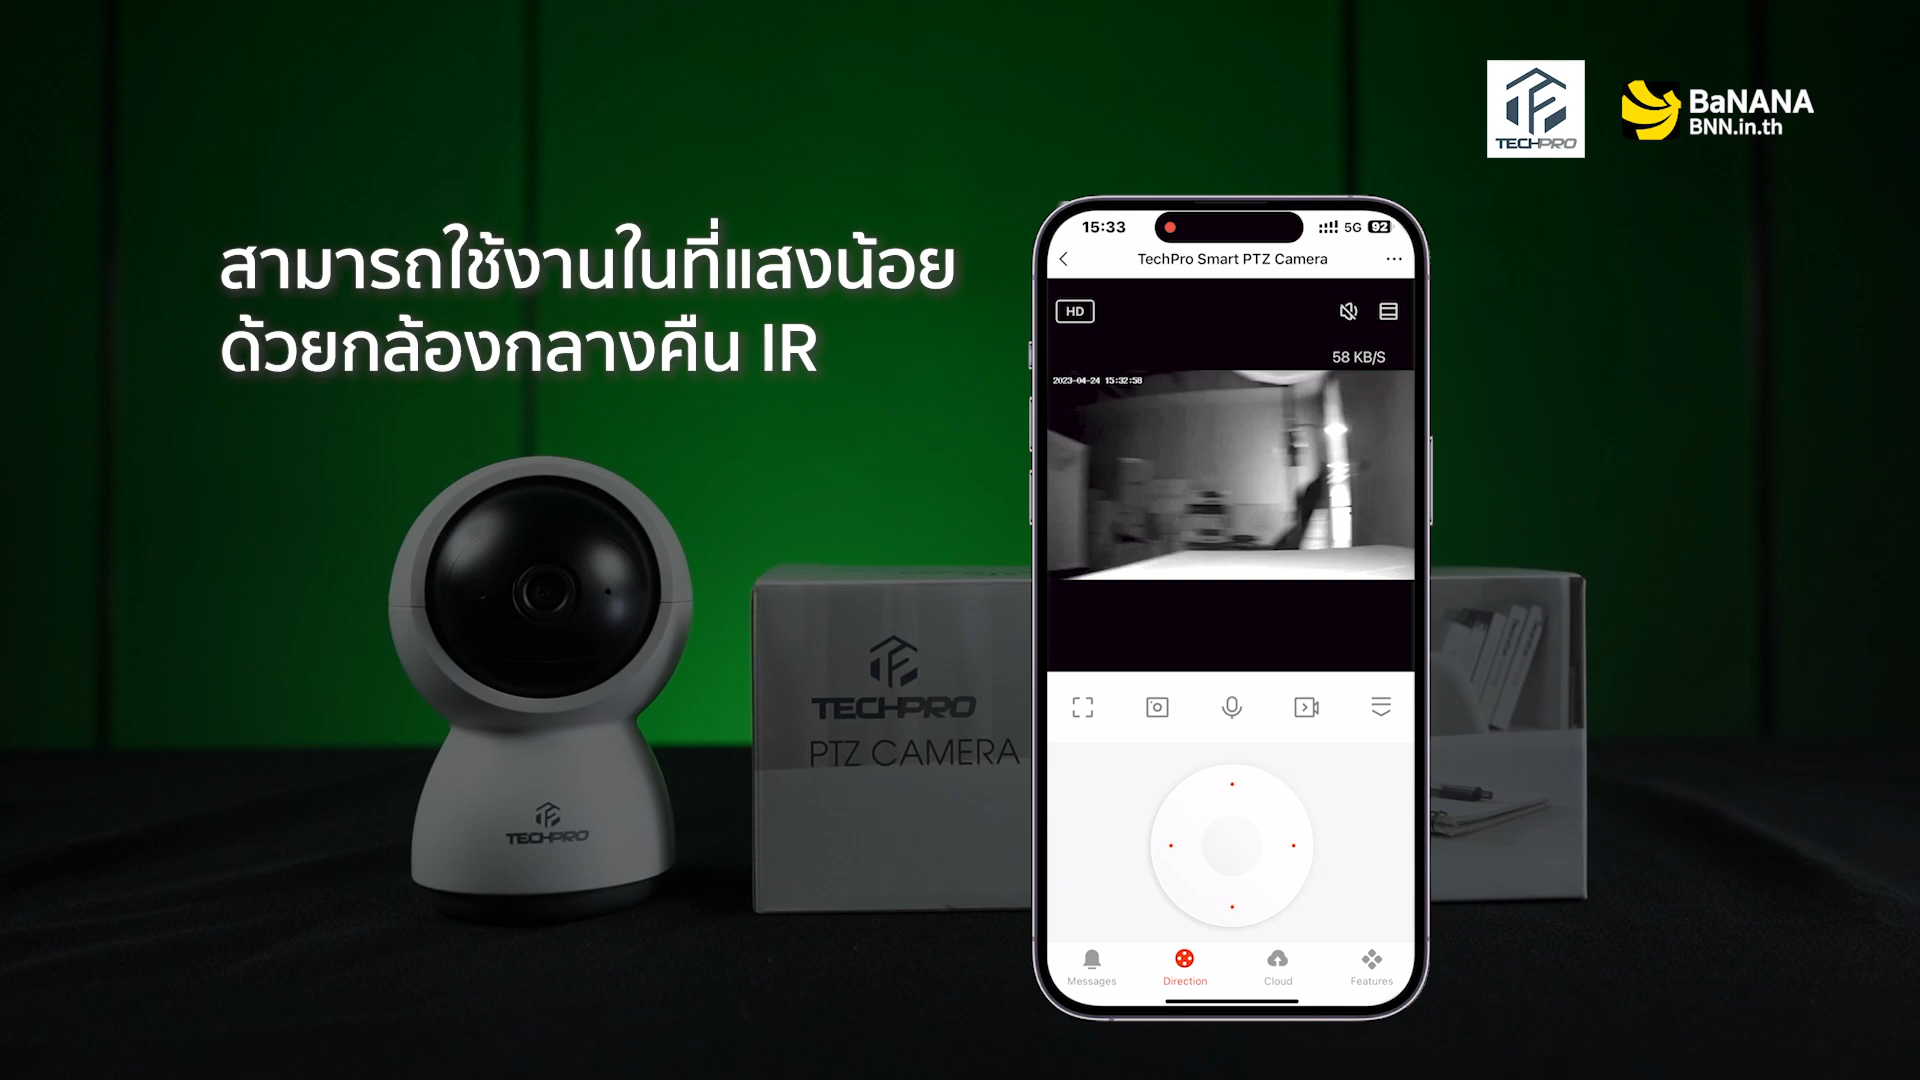 TECHPRO
BaNANA
BNN.in.th
สามารถใช้งานในที่แสงน้อย
ด้วยกล้องกลางคืน IR
15:33
5G
92
TechPro Smart PTZ Camera
HD
58 KB/S
2023-04-24 15:32:58
TECHPRO
PTZ CAMERA
TECHPRO
Messages
Direction
Cloud
Features